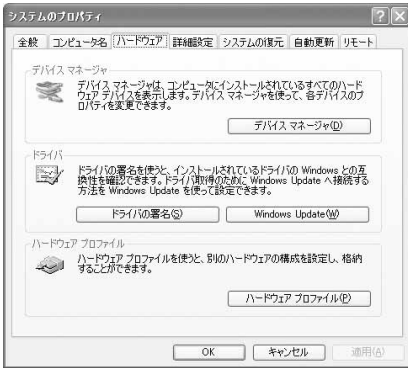 システムのプロパティ
全般 コンピュータ名 ハードウェア 詳細設定 システムの復元 自動更新 リモート
デバイス マネージャ
デバイス マネージャは、コンピュータにインストールされているすべてのハード
ウェア デバイスを表示します。デバイス マネージャを使って、各デバイスのプ
ロパティを変更できます。
デバイス マネージャ(D)
ドライバ
ドライバの署名を使うと、インストールされているドライバの Windows との互
換性を確認できます。ドライバ取得のために Windows Update へ接続する
方法を Windows Update を使って設定できます。
ドライバの署名(S) Windows Update(W)
ハードウェア プロファイル
ハードウェア プロファイルを使うと、別のハードウェアの構成を設定し、格納
することができます。
ハードウェア プロファイル(P)
OK キャンセル 適用(A)